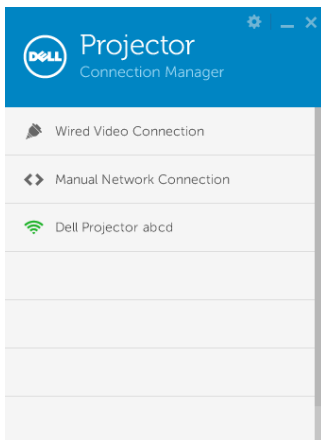 DELL
Projector
Connection Manager
Wired Video Connection
Manual Network Connection
Dell Projector abcd